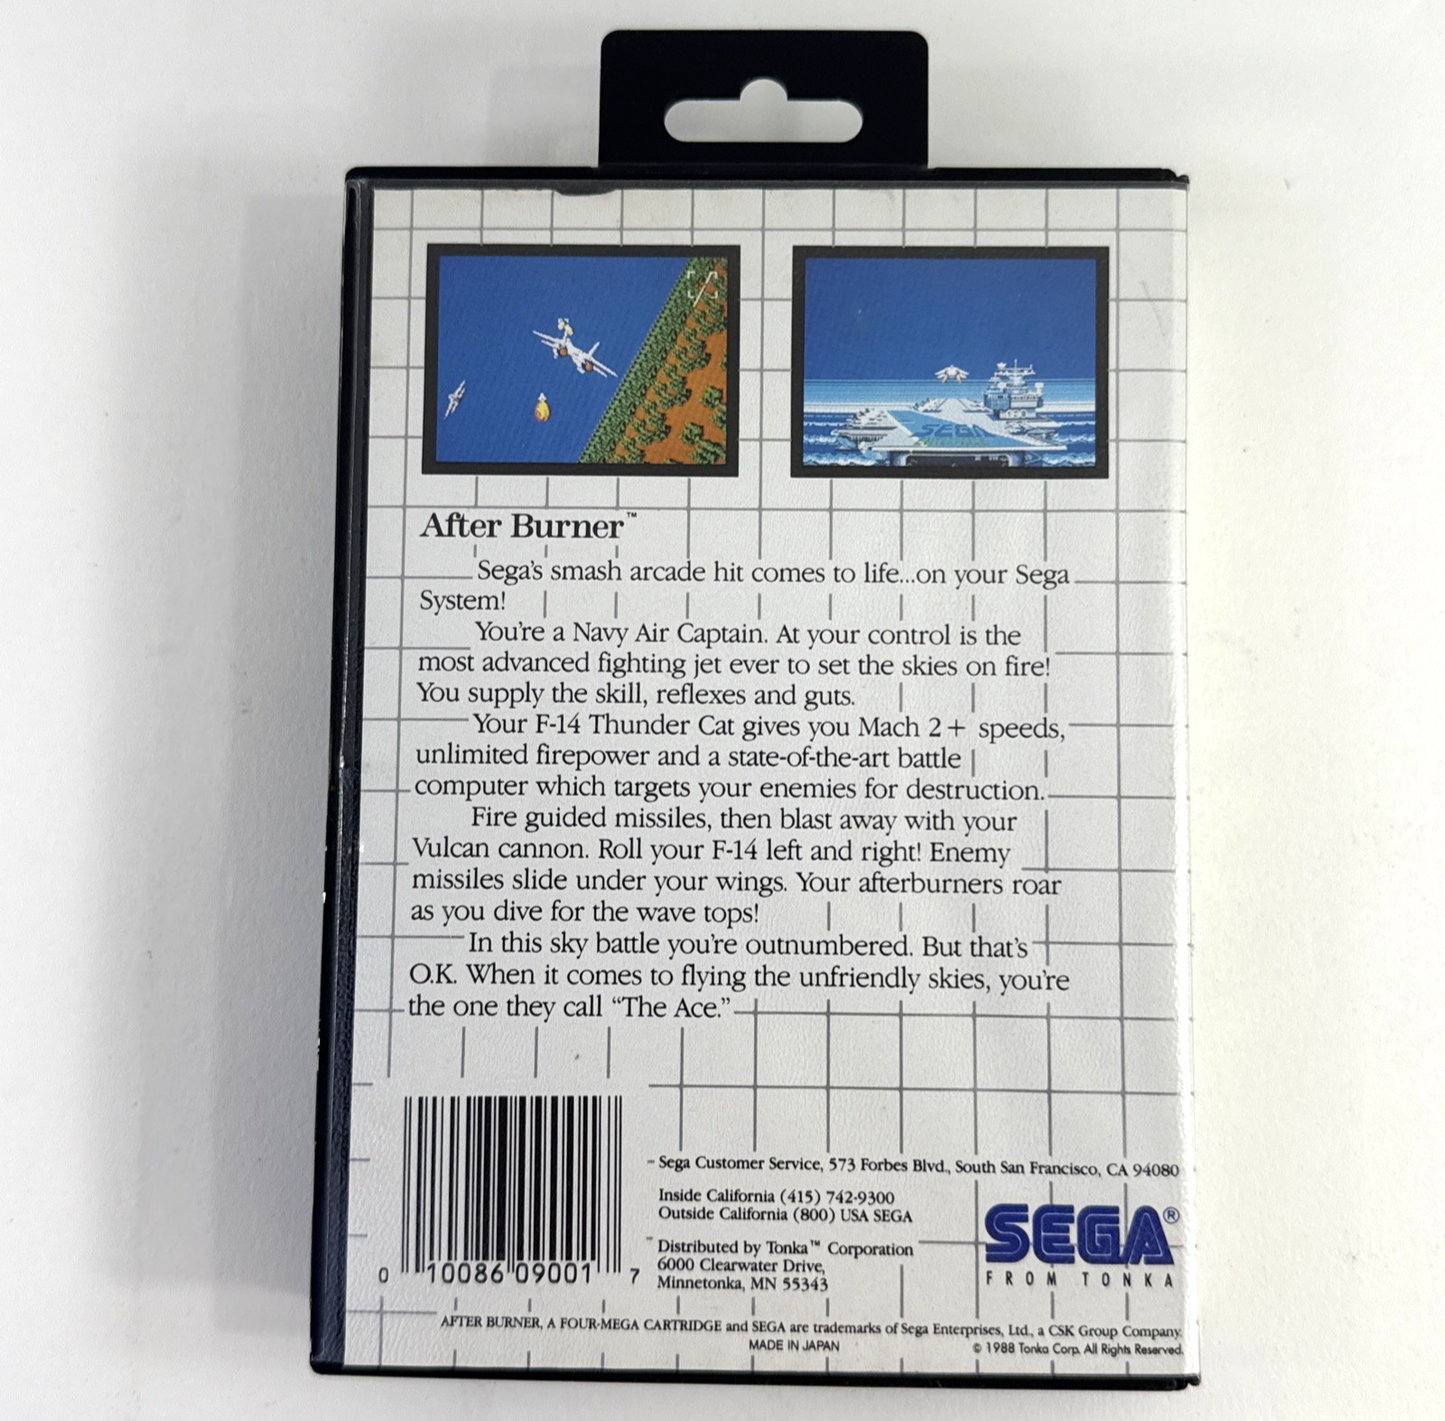 SEGA
After Burner™
Sega's smash arcade hit comes to life...on your Sega
System!
You're a Navy Air Captain. At your control is the
most advanced fighting jet ever to set the skies on fire!
You supply the skill, reflexes and guts.
Your F-14 Thunder Cat gives you Mach 2+ speeds,
unlimited firepower and a state-of-the-art battle
computer which targets your enemies for destruction.
Fire guided missiles, then blast away with your
Vulcan cannon. Roll your F-14 left and right! Enemy
missiles slide under your wings. Your afterburners roar
as you dive for the wave tops!
In this sky battle you're outnumbered. But that's
O.K. When it comes to flying the unfriendly skies, you're
the one they call “The Ace.”
Sega Customer Service, 573 Forbes Blvd., South San Francisco, CA 94080
Inside California (415) 742-9300
Outside California (800) USA SEGA
Distributed by Tonka™ Corporation
6000 Clearwater Drive,
Minnetonka, MN 55343
SEGA®
FROM TONKA
0 10086 09001 7
AFTER BURNER, A FOUR-MEGA CARTRIDGE and SEGA are trademarks of Sega Enterprises, Ltd., a CSK Group Company.
MADE IN JAPAN
© 1988 Tonka Corp. All Rights Reserved.